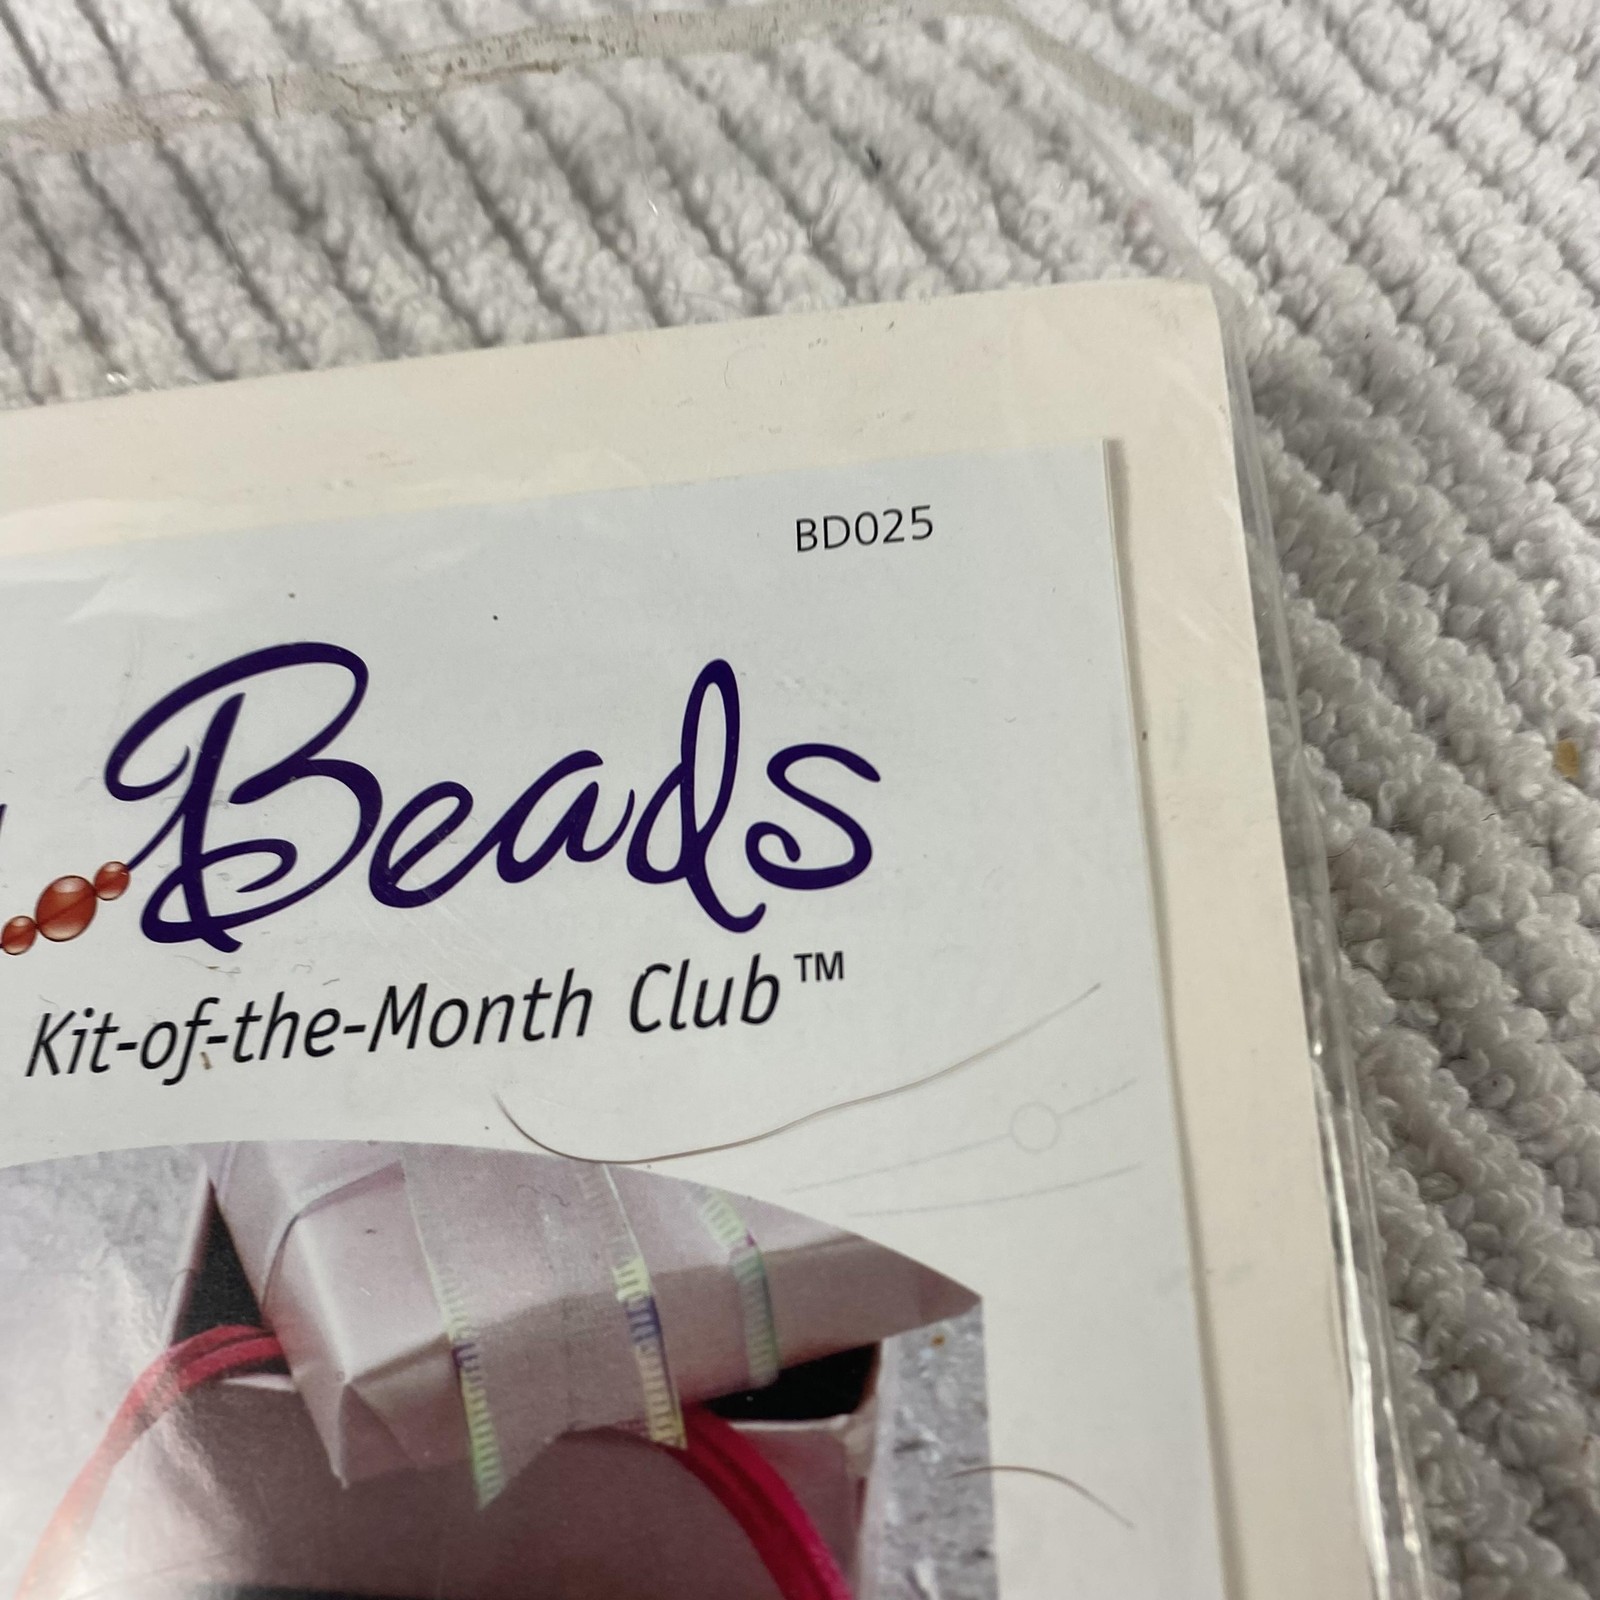 BD025
Beads
Kit-of-the-Month Club™